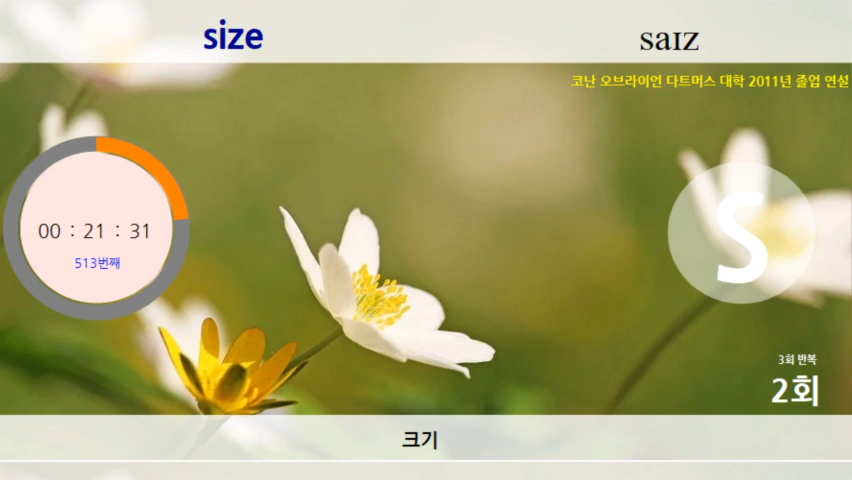 size
saɪz
코난 오브라이언 다트머스 대학 2011년 졸업 연설
00 : 21 : 31
513번째
S
3회 반복
2회
크기